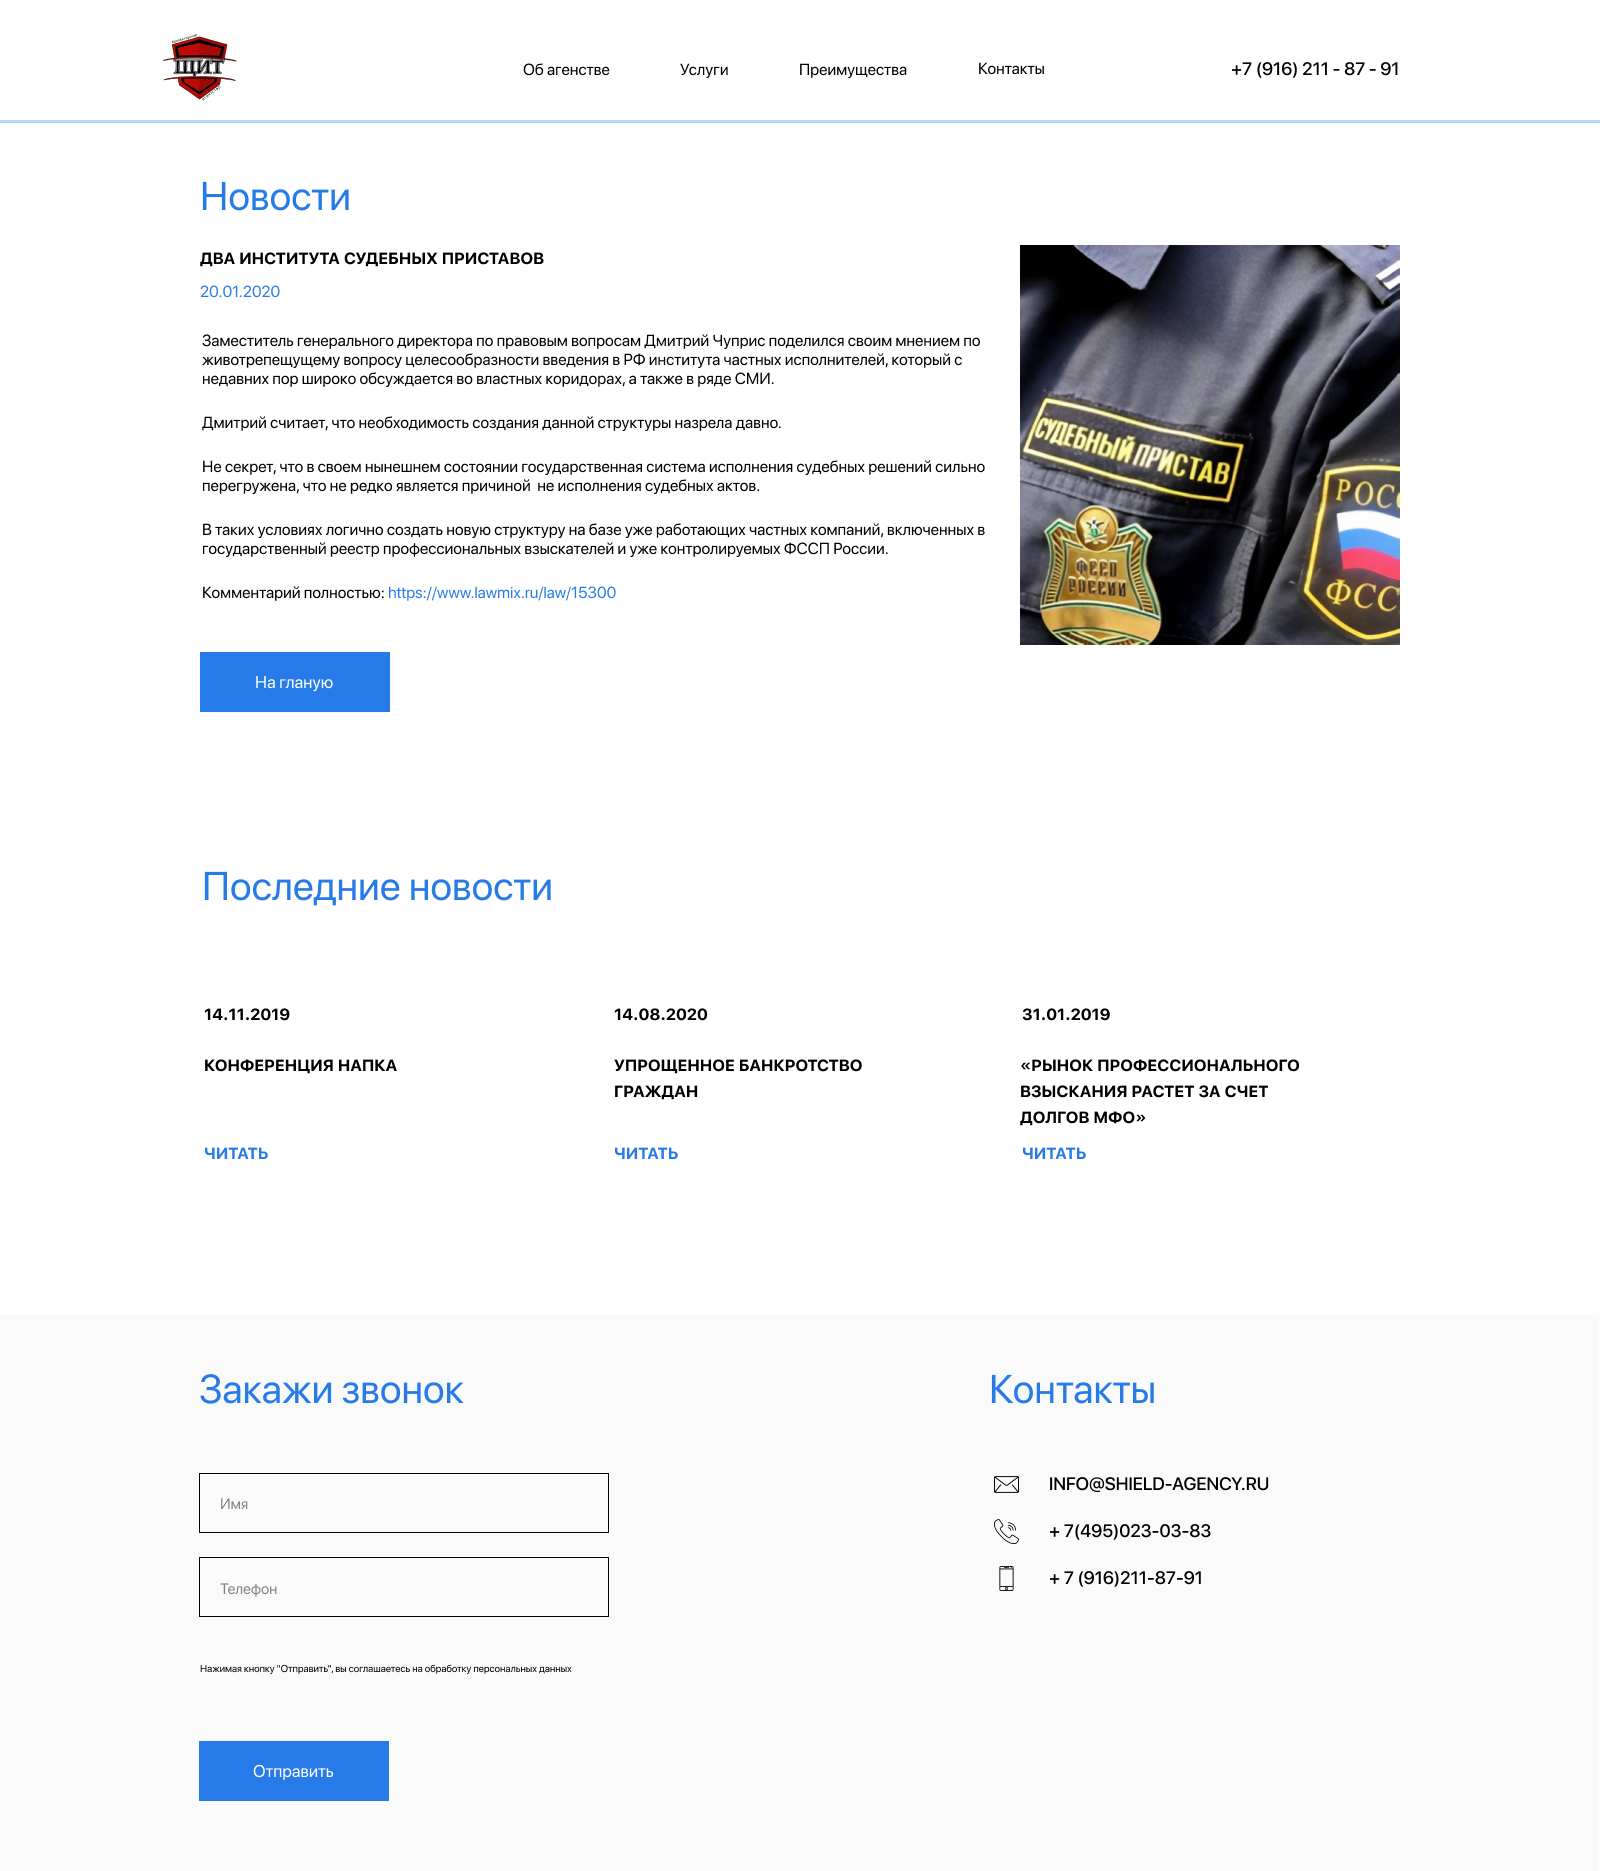 ЩИТ
Об агенстве
Услуги
Преимущества
Контакты
+7 (916) 211 - 87 - 91
Новости
ДВА ИНСТИТУТА СУДЕБНЫХ ПРИСТАВОВ
20.01.2020
Заместитель генерального директора по правовым вопросам Дмитрий Чуприс поделился своим мнением по
животрепещущему вопросу целесообразности введения в РФ института частных исполнителей, который с
недавних пор широко обсуждается во властных коридорах, а также в ряде СМИ.
Дмитрий считает, что необходимость создания данной структуры назрела давно.
Не секрет, что в своем нынешнем состоянии государственная система исполнения судебных решений сильно
перегружена, что не редко является причиной  не исполнения судебных актов.
В таких условиях логично создать новую структуру на базе уже работающих частных компаний, включенных в
государственный реестр профессиональных взыскателей и уже контролируемых ФССП России.
Комментарий полностью: https://www.lawmix.ru/law/15300
СУДЕБНЫЙ ПРИСТАВ
ФССП
РОССИИ
РОСС
ФСС
На гланую
Последние новости
14.11.2019
КОНФЕРЕНЦИЯ НАПКА
ЧИТАТЬ
14.08.2020
УПРОЩЕННОЕ БАНКРОТСТВО
ГРАЖДАН
ЧИТАТЬ
31.01.2019
«РЫНОК ПРОФЕССИОНАЛЬНОГО
ВЗЫСКАНИЯ РАСТЕТ ЗА СЧЕТ
ДОЛГОВ МФО»
ЧИТАТЬ
Закажи звонок
Имя
Телефон
Нажимая кнопку "Отправить", вы соглашаетесь на обработку персональных данных
Отправить
Контакты
INFO@SHIELD-AGENCY.RU
+ 7(495)023-03-83
+ 7 (916)211-87-91